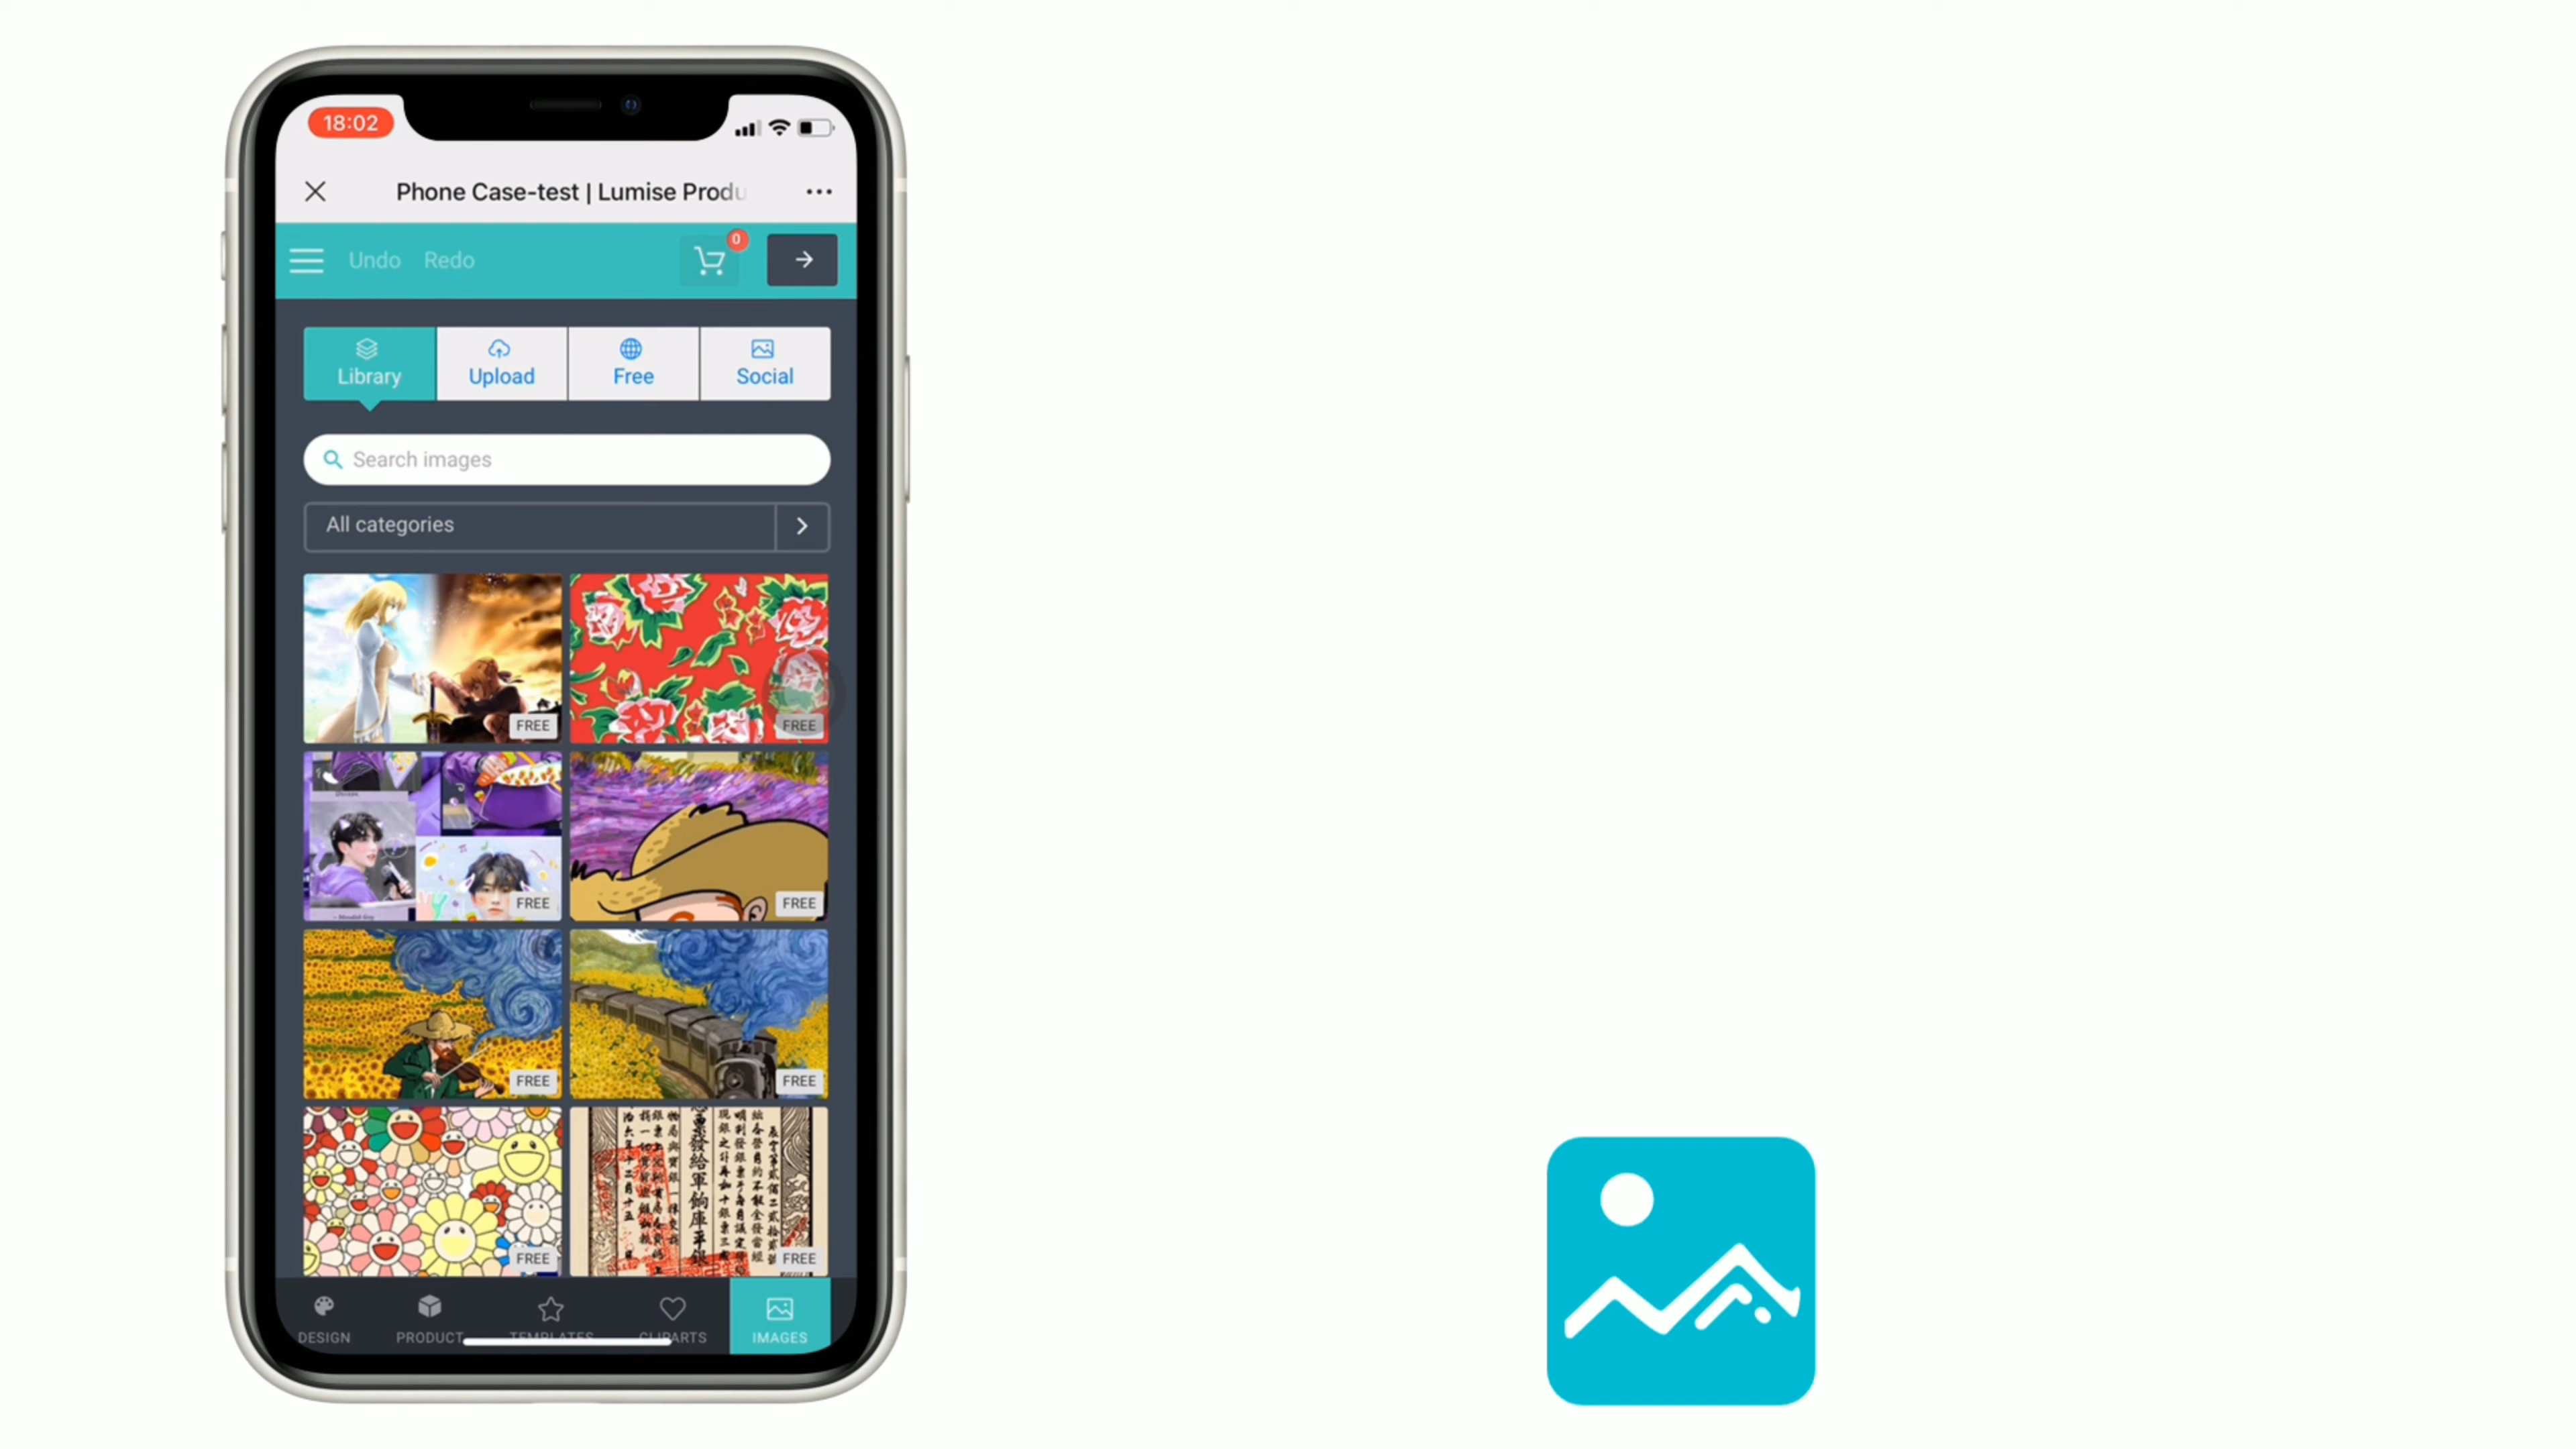 18:02
Phone Case-test | Lumise Produ
Undo Redo
0
Library
Upload
Free
Social
Search images
All categories
FREE
FREE
FREE
FREE
FREE
FREE
FREE
FREE
DESIGN
PRODUCT
TEMPLATES
CLIPARTS
IMAGES